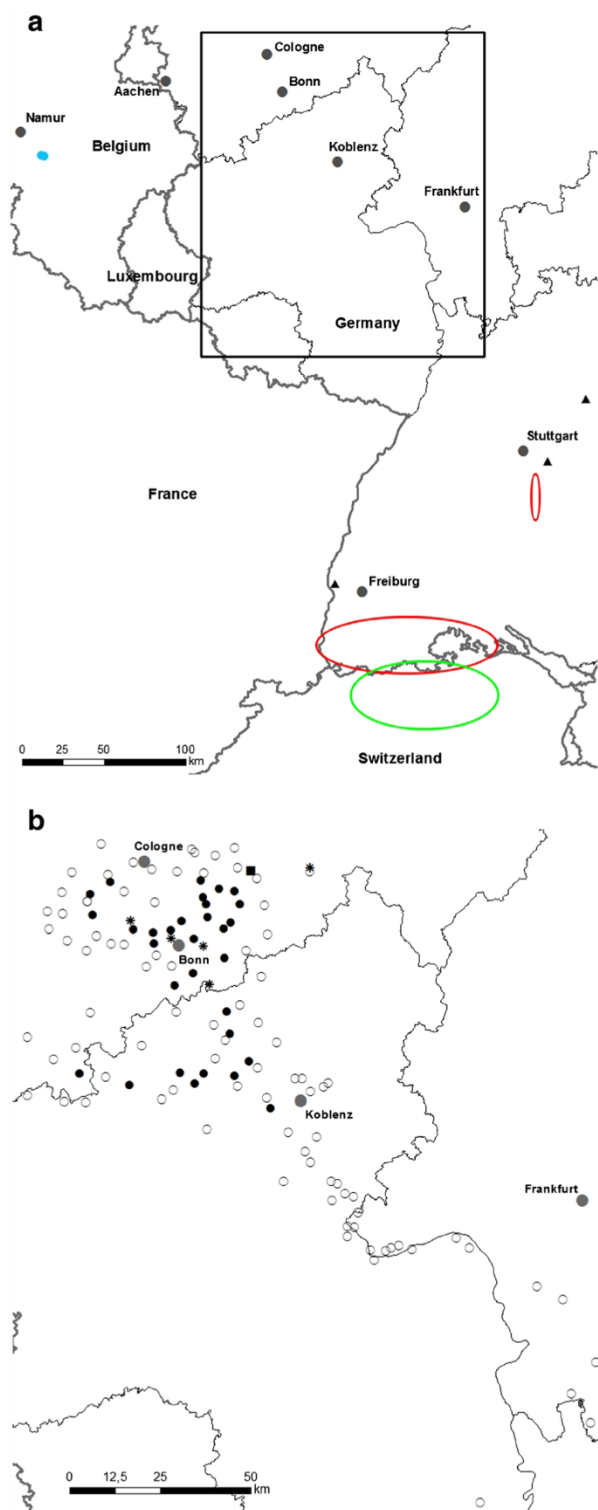 a
Cologne
Aachen
Bonn
Namur
Belgium
Koblenz
Frankfurt
Luxembourg
Germany
Stuttgart
France
Freiburg
0 25 50 100
km
Switzerland
b
Cologne
Bonn
Koblenz
Frankfurt
0 12,5 25 50
km